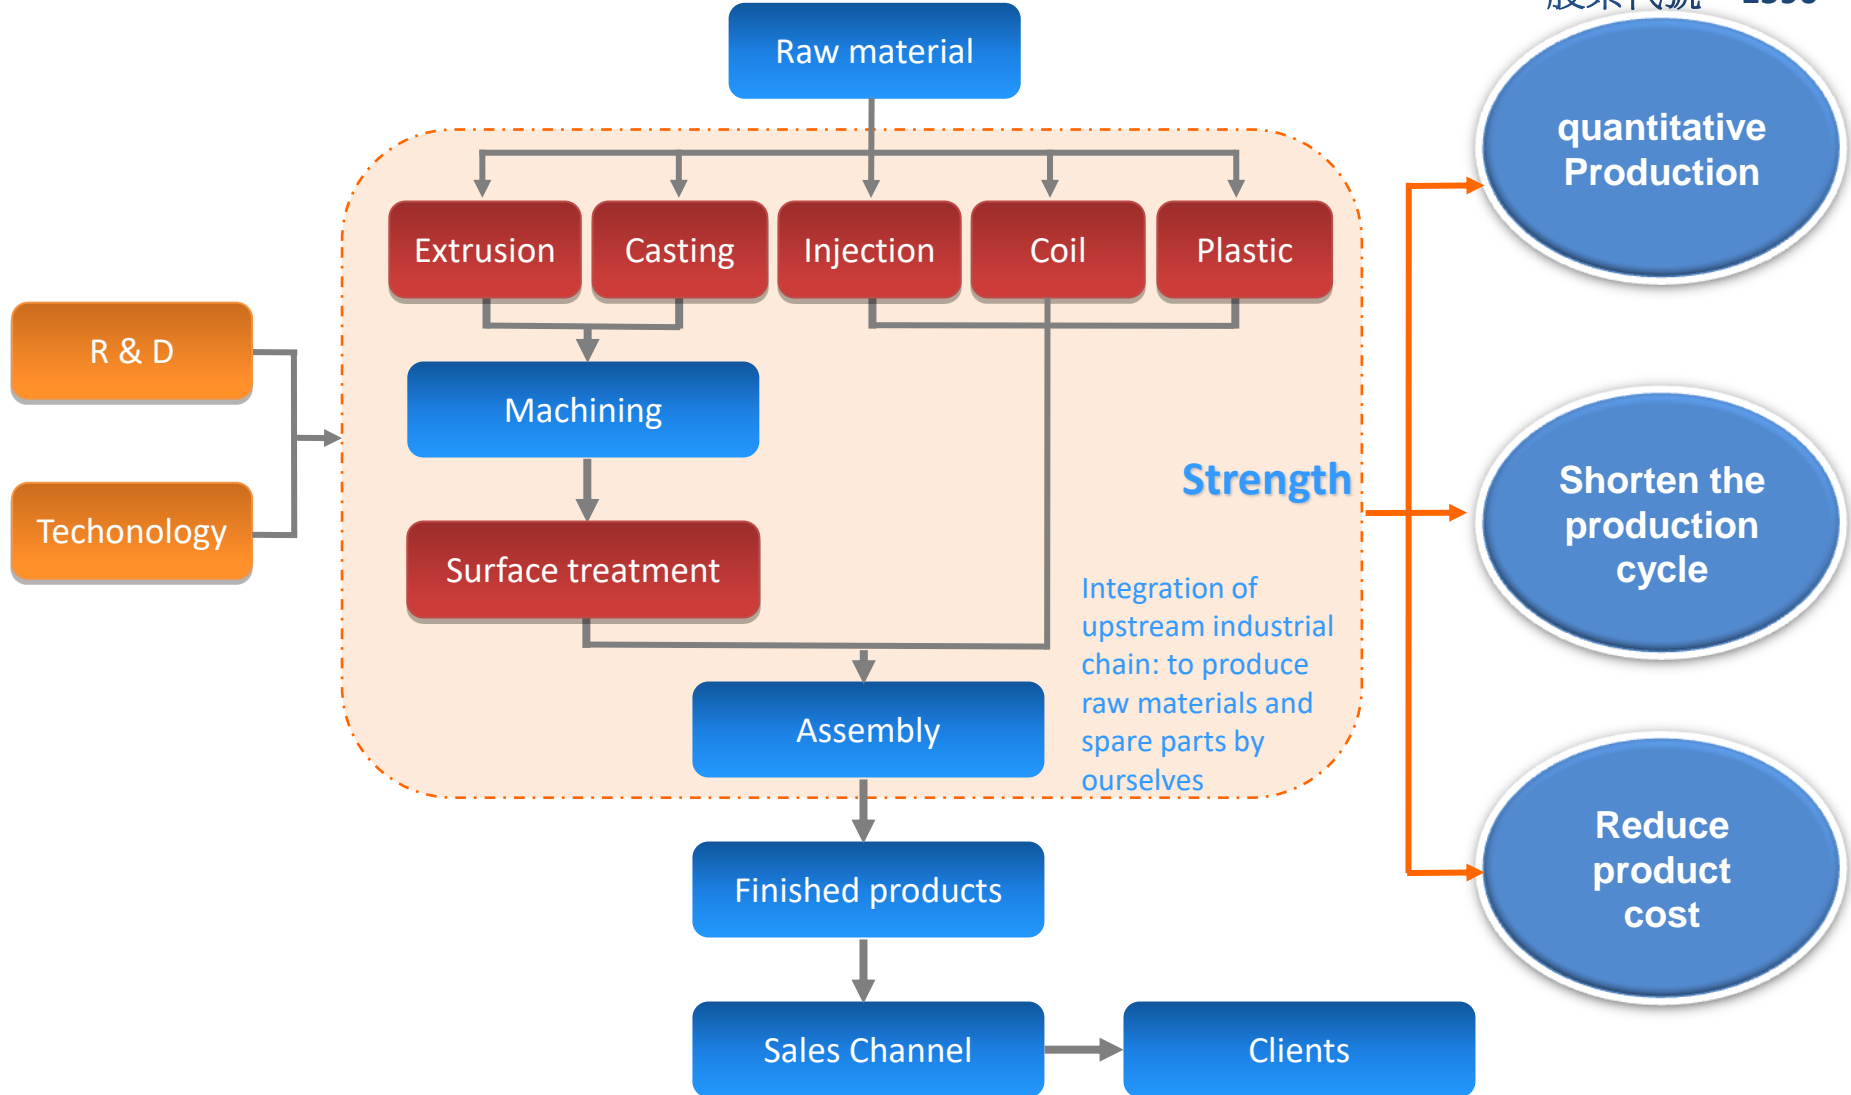 Raw material
Extrusion
Casting
Injection
Coil
Plastic
R & D
Techonology
Machining
Surface treatment
Strength
Integration of
upstream industrial
chain: to produce
raw materials and
spare parts by
ourselves
Assembly
Finished products
Sales Channel
Clients
quantitative
Production
Shorten the
production
cycle
Reduce
product
cost